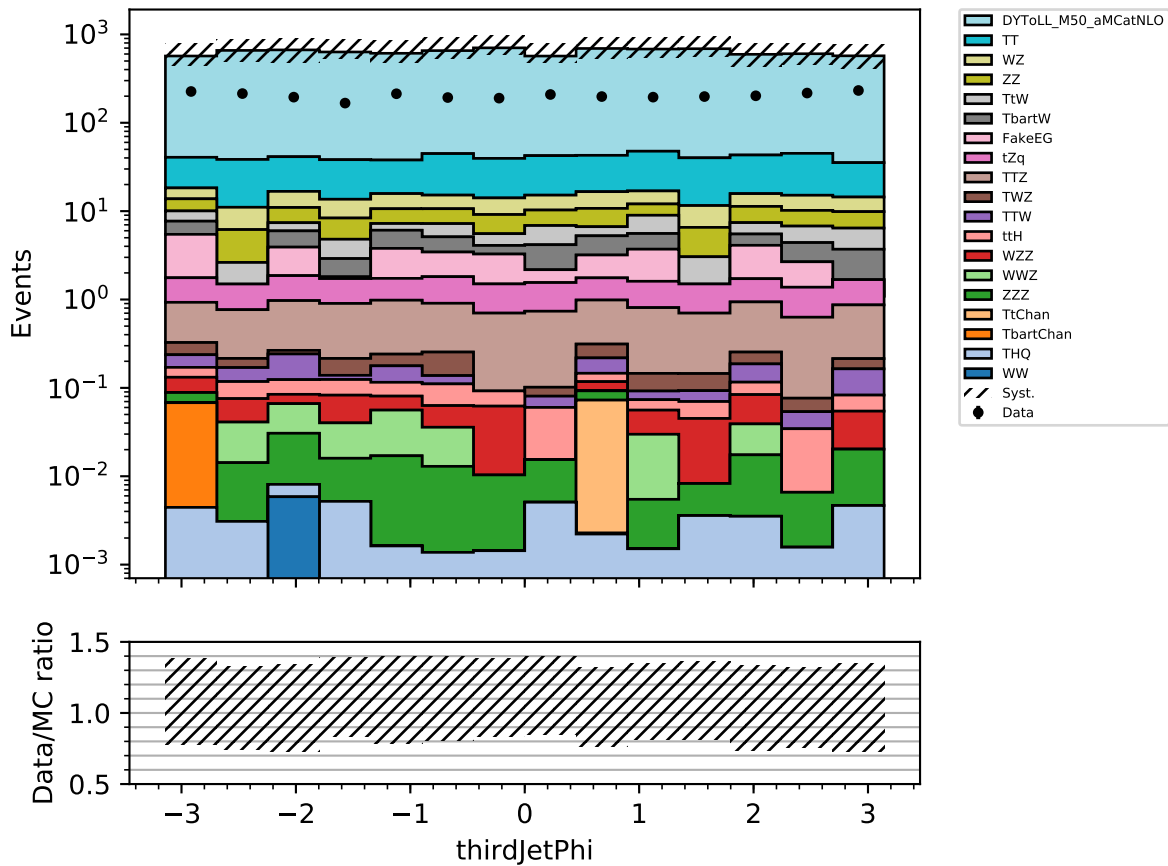 Events
10³
10²
10¹
10⁰
10⁻¹
10⁻²
10⁻³
DYToLL_M50_aMCatNLO
TT
WZ
ZZ
TtW
TbartW
FakeEG
tZq
TTZ
TWZ
TTW
ttH
WZZ
WWZ
ZZZ
TtChan
TbartChan
THQ
WW
Syst.
Data
Data/MC ratio
1.5
1.0
0.5
−3 −2 −1 0 1 2 3
thirdJetPhi